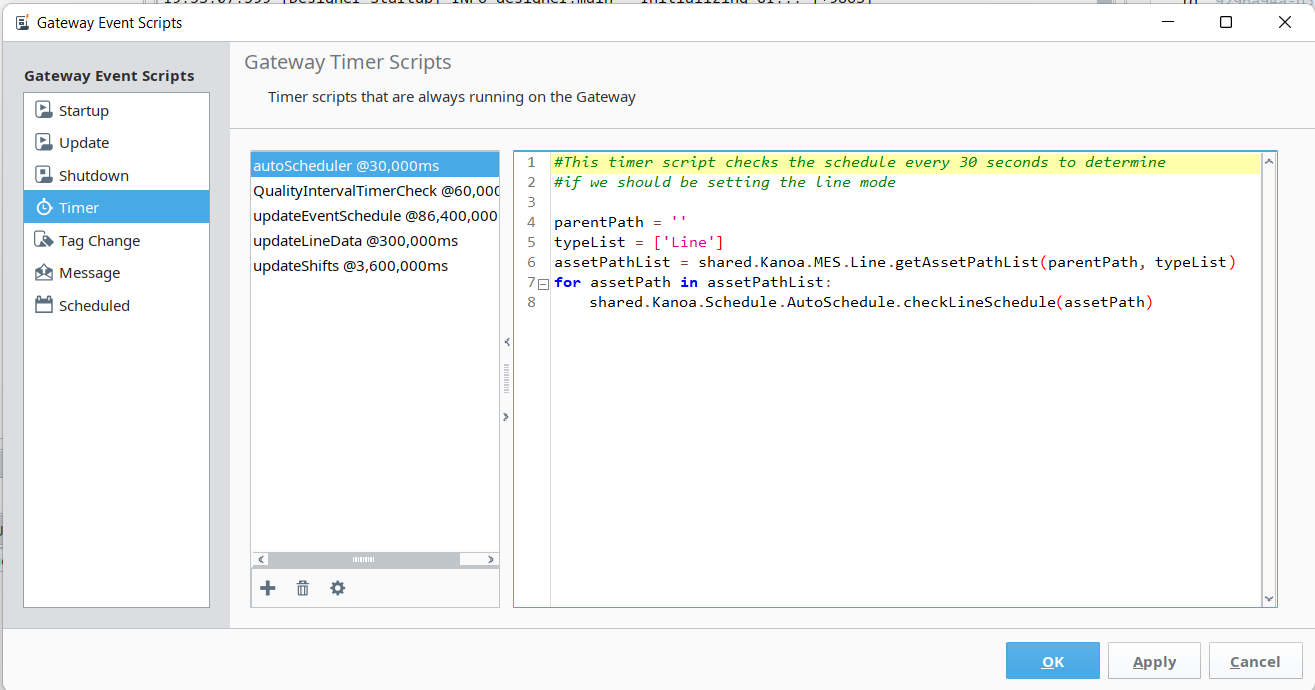 Gateway Event Scripts
Gateway Event Scripts
Startup
Update
Shutdown
Timer
Tag Change
Message
Scheduled
Gateway Timer Scripts
Timer scripts that are always running on the Gateway
autoScheduler @30,000ms
QualityIntervalTimerCheck @60,000
updateEventSchedule @86,400,000
updateLineData @300,000ms
updateShifts @3,600,000ms
1 #This timer script checks the schedule every 30 seconds to determine
2 #if we should be setting the line mode
3
4 parentPath = ''
5 typeList = ['Line']
6 assetPathList = shared.Kanoa.MES.Line.getAssetPathList(parentPath, typeList)
7 for assetPath in assetPathList:
8 shared.Kanoa.Schedule.AutoSchedule.checkLineSchedule(assetPath)
OK
Apply
Cancel